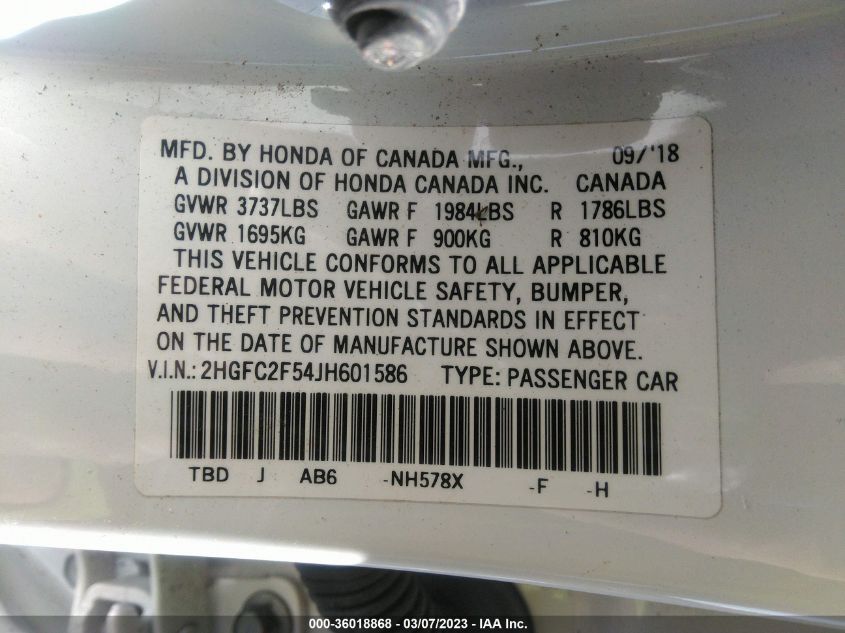 MFD. BY HONDA OF CANADA MFG., 09/'18
A DIVISION OF HONDA CANADA INC. CANADA
GVWR 3737LBS GAWR F 1984LBS R 1786LBS
GVWR 1695KG GAWR F 900KG R 810KG
THIS VEHICLE CONFORMS TO ALL APPLICABLE
FEDERAL MOTOR VEHICLE SAFETY, BUMPER,
AND THEFT PREVENTION STANDARDS IN EFFECT
ON THE DATE OF MANUFACTURE SHOWN ABOVE.
V.I.N.: 2HGFC2F54JH601586 TYPE: PASSENGER CAR
TBD J AB6 -NH578X -F -H
000-36018868 - 03/07/2023 - IAA Inc.